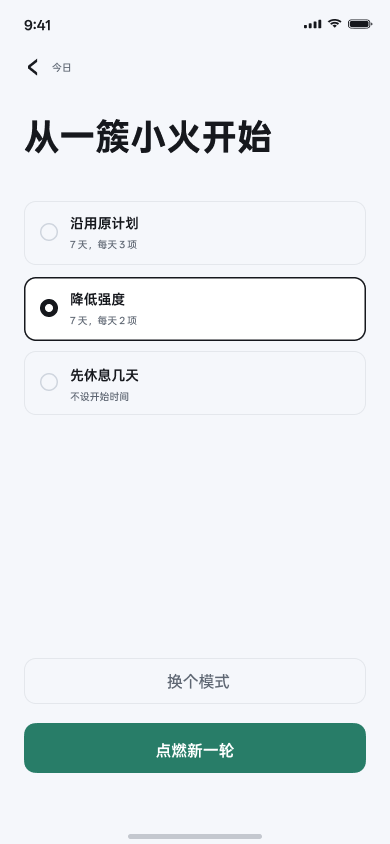 9:41
今日
从一簇小火开始
沿用原计划
7 天，每天 3 项
降低强度
7 天，每天 2 项
先休息几天
不设开始时间
换个模式
点燃新一轮